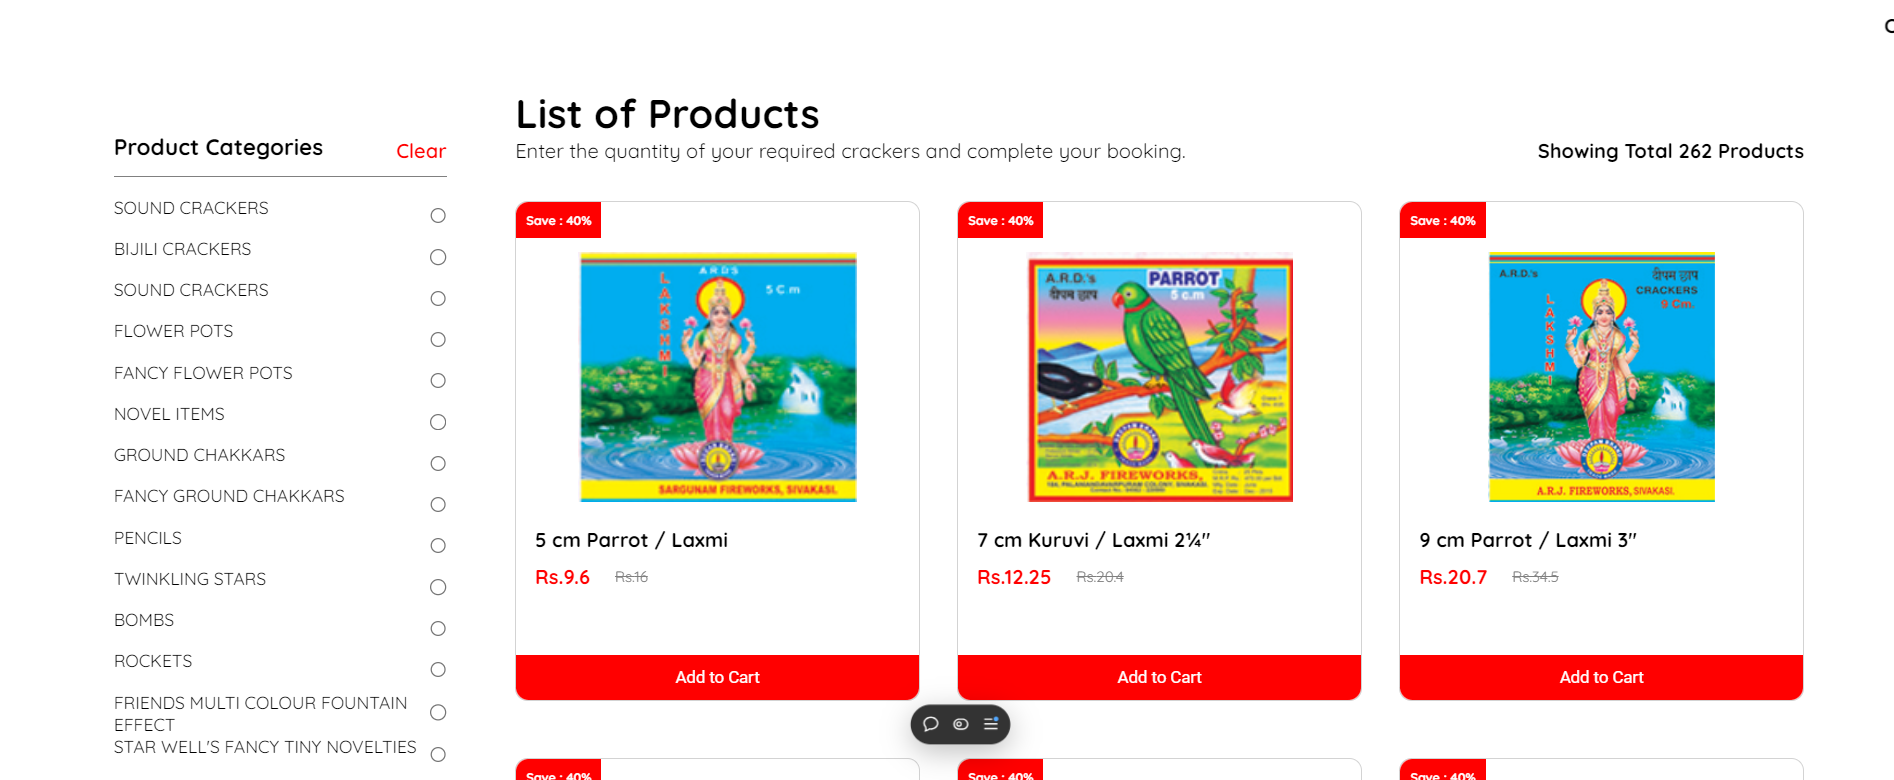 C
List of Products
Product Categories
Clear
Enter the quantity of your required crackers and complete your booking.
Showing Total 262 Products
SOUND CRACKERS
BIJILI CRACKERS
SOUND CRACKERS
FLOWER POTS
FANCY FLOWER POTS
NOVEL ITEMS
GROUND CHAKKARS
FANCY GROUND CHAKKARS
PENCILS
TWINKLING STARS
BOMBS
ROCKETS
FRIENDS MULTI COLOUR FOUNTAIN
EFFECT
STAR WELL'S FANCY TINY NOVELTIES
Save : 40%
A R D'S
LAKSHMI
5 C.m
SARGUNAM FIREWORKS, SIVAKASI.
5 cm Parrot / Laxmi
Rs.9.6 Rs.16
Add to Cart
Save : 40%
A.R.D.'s
PARROT
दीपम छाप
5 c.m
A.R.J. FIREWORKS,
7 cm Kuruvi / Laxmi 2¼"
Rs.12.25 Rs.20.4
Add to Cart
Save : 40%
A.R.D.'s
दीपम छाप
CRACKERS
9 Cm.
LAKSHMI
A.R.J. FIREWORKS, SIVAKASI.
9 cm Parrot / Laxmi 3"
Rs.20.7 Rs.34.5
Add to Cart
Save : 40%
Save : 40%
Save : 40%